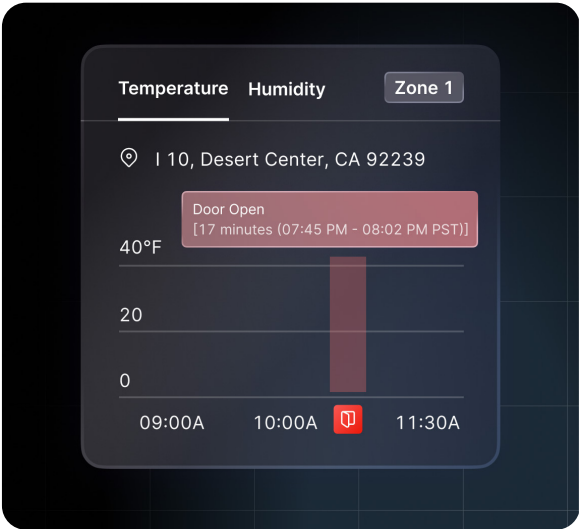 Temperature Humidity Zone 1
I 10, Desert Center, CA 92239
Door Open
[17 minutes (07:45 PM - 08:02 PM PST)]
40°F
20
0
09:00A 10:00A 11:30A